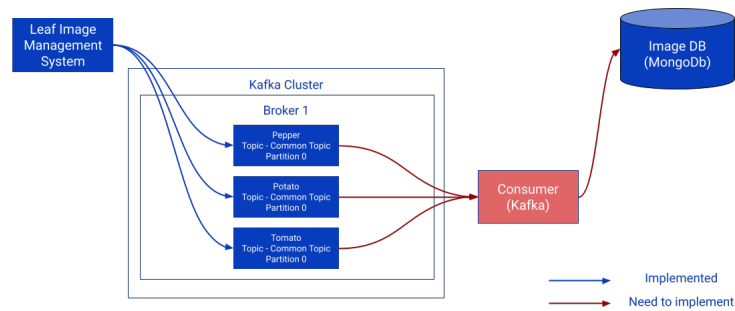 Leaf Image
Management
System
Kafka Cluster
Broker 1
Pepper
Topic - Common Topic
Partition 0
Potato
Topic - Common Topic
Partition 0
Tomato
Topic - Common Topic
Partition 0
Consumer
(Kafka)
Image DB
(MongoDb)
Implemented
Need to implement